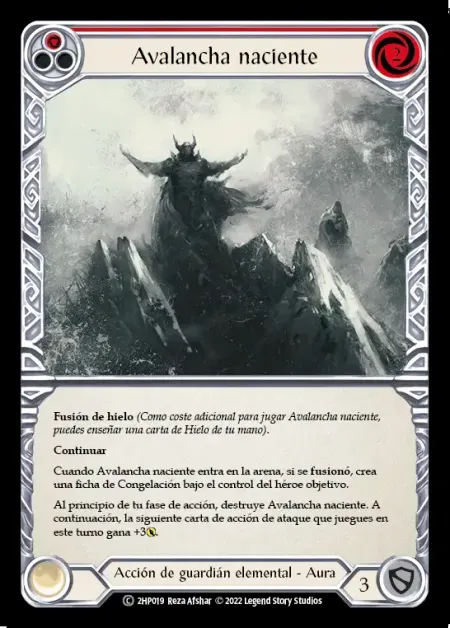 Avalancha naciente
2
Fusión de hielo (Como coste adicional para jugar Avalancha naciente,
puedes enseñar una carta de Hielo de tu mano).
Continuar
Cuando Avalancha naciente entra en la arena, si se fusionó, crea
una ficha de Congelación bajo el control del héroe objetivo.
Al principio de tu fase de acción, destruye Avalancha naciente. A
continuación, la siguiente carta de acción de ataque que juegues en
este turno gana +3.
Acción de guardián elemental - Aura
3
C 2HP019 Reza Afshar © 2022 Legend Story Studios